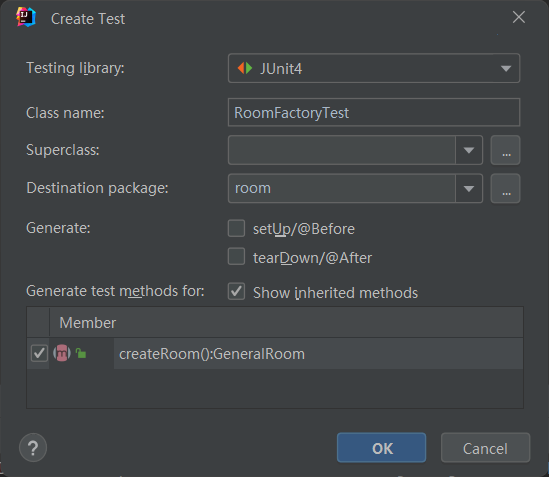 Create Test
Testing library: JUnit4
Class name: RoomFactoryTest
Superclass: ...
Destination package: room ...
Generate: setUp/@Before
tearDown/@After
Generate test methods for: Show inherited methods
Member
m createRoom():GeneralRoom
? OK Cancel